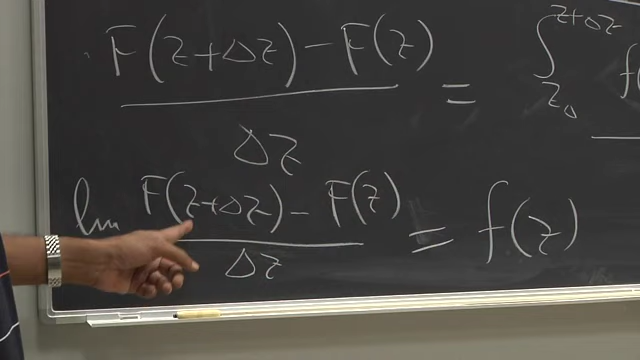 F(z+Δz) - F(z) / Δz = ∫_{z₀}^{z+Δz} f(
lim F(z+Δz) - F(z) / Δz = f(z)